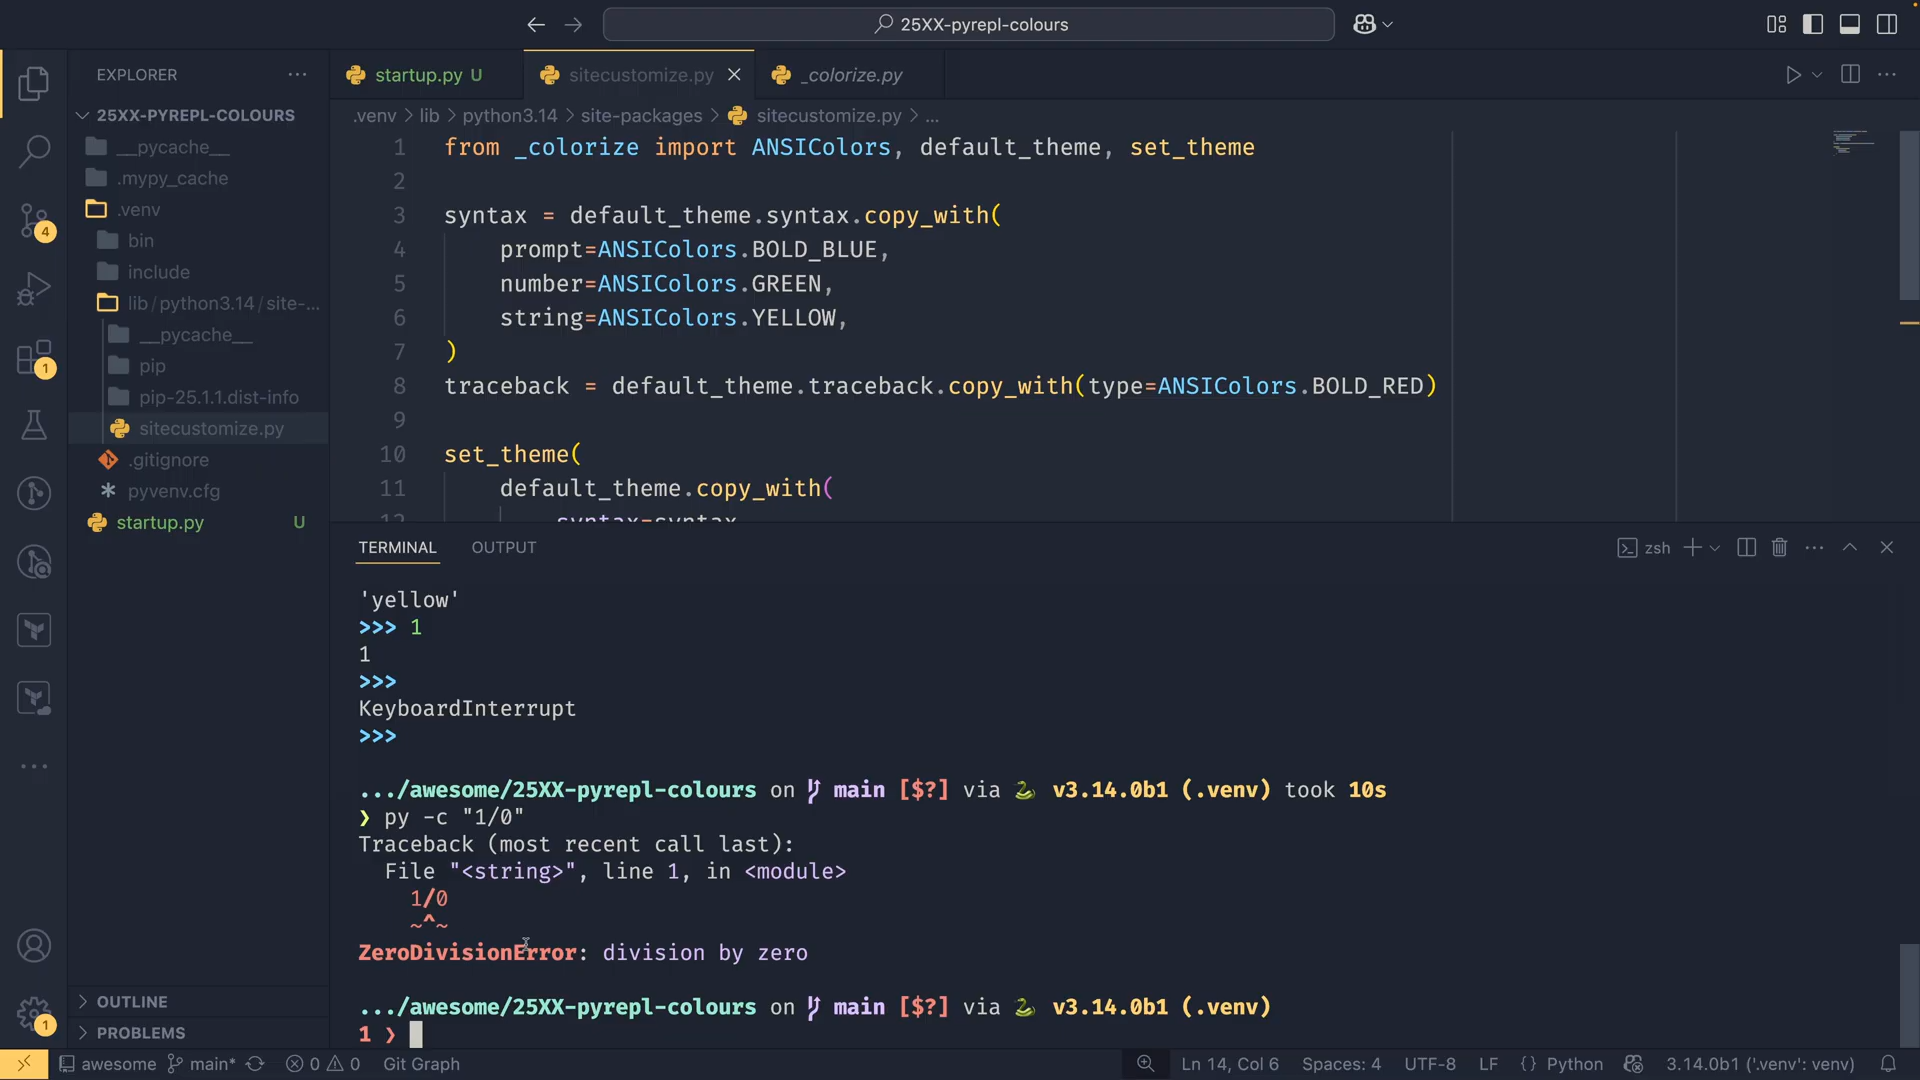 25XX-pyrepl-colours
EXPLORER
25XX-PYREPL-COLOURS
__pycache__
.mypy_cache
.venv
bin
include
lib/python3.14/site-...
__pycache__
pip
pip-25.1.1.dist-info
sitecustomize.py
.gitignore
pyvenv.cfg
startup.py U
OUTLINE
PROBLEMS
4
1
1
startup.py U
sitecustomize.py
_colorize.py
.venv > lib > python3.14 > site-packages > sitecustomize.py > ...
1 from _colorize import ANSIColors, default_theme, set_theme
2
3 syntax = default_theme.syntax.copy_with(
4 prompt=ANSIColors.BOLD_BLUE,
5 number=ANSIColors.GREEN,
6 string=ANSIColors.YELLOW,
7 )
8 traceback = default_theme.traceback.copy_with(type=ANSIColors.BOLD_RED)
9
10 set_theme(
11 default_theme.copy_with(
12 syntax=syntax
TERMINAL OUTPUT
zsh
'yellow'
>>> 1
1
>>>
KeyboardInterrupt
>>>
.../awesome/25XX-pyrepl-colours on main [$?] via v3.14.0b1 (.venv) took 10s
❯ py -c "1/0"
Traceback (most recent call last):
File "<string>", line 1, in <module>
1/0
~^~
ZeroDivisionError: division by zero
.../awesome/25XX-pyrepl-colours on main [$?] via v3.14.0b1 (.venv)
1 ❯
awesome main* 0 0 Git Graph
Ln 14, Col 6 Spaces: 4 UTF-8 LF {} Python 3.14.0b1 ('.venv': venv)